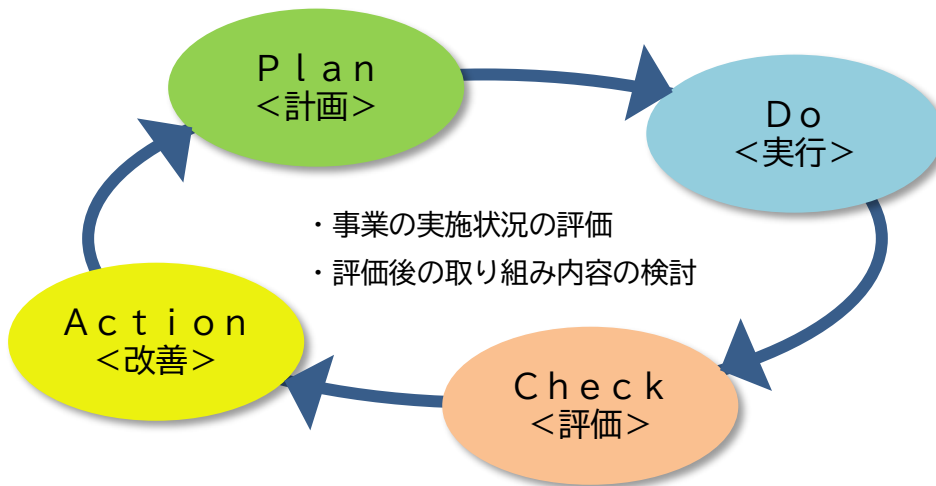 Ｐｌａｎ
＜計画＞
Ｄｏ
＜実行＞
・事業の実施状況の評価
・評価後の取り組み内容の検討
Ａｃｔｉｏｎ
＜改善＞
Ｃｈｅｃｋ
＜評価＞